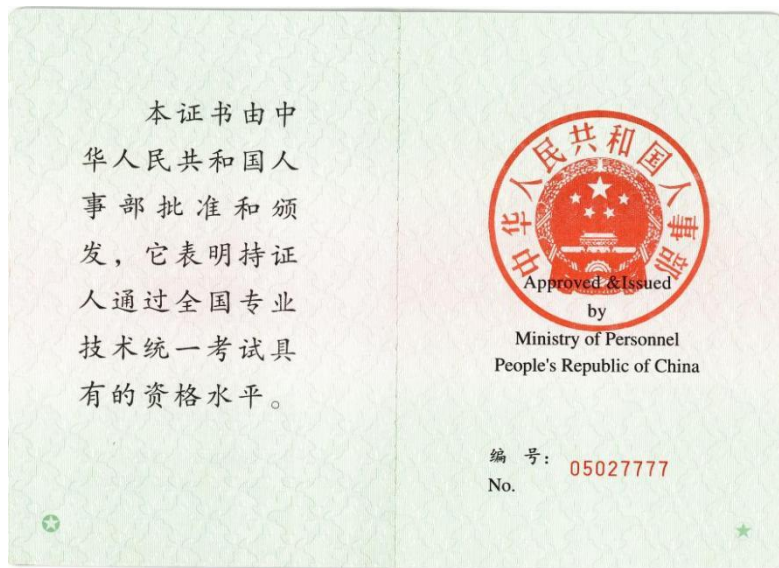 本证书由中
华人民共和国人
事部批准和颁
发，它表明持证
人通过全国专业
技术统一考试具
有的资格水平。
中华人民共和国人事部
Approved &Issued
by
Ministry of Personnel
People's Republic of China
编 号: 05027777
No.